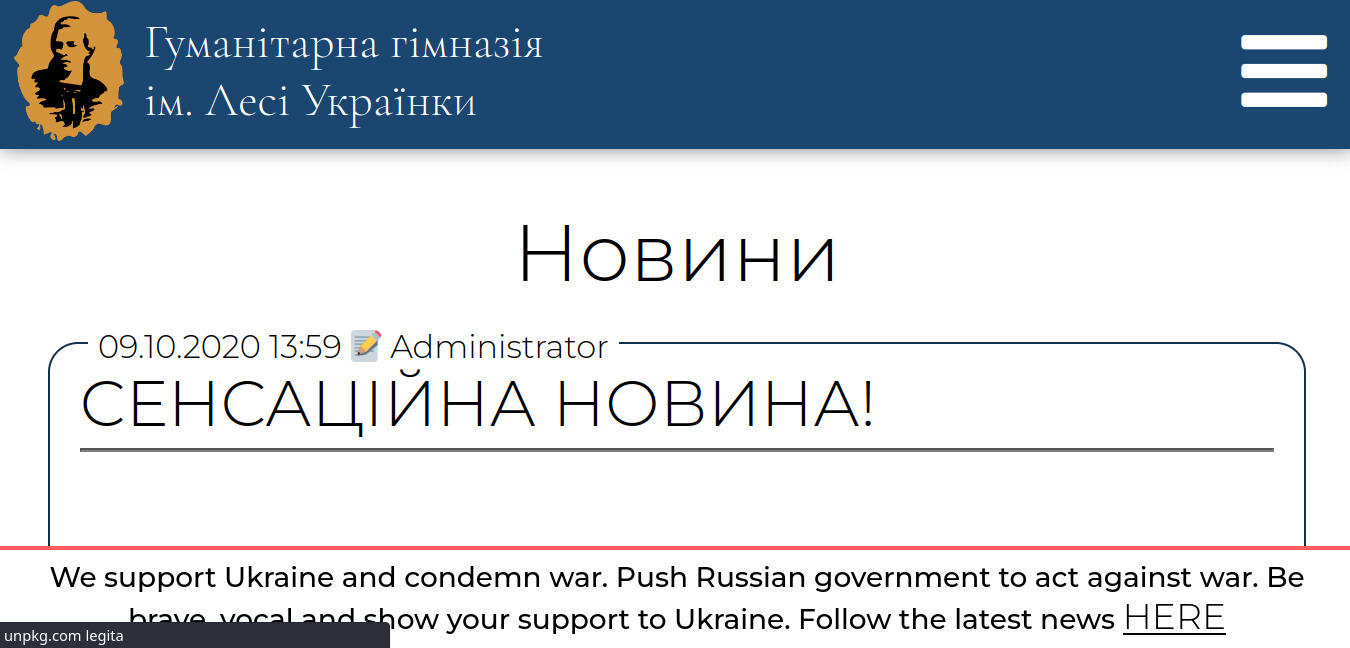 Гуманітарна гімназія
ім. Лесі Українки
Новини
09.10.2020 13:59 📝 Administrator
СЕНСАЦІЙНА НОВИНА!
We support Ukraine and condemn war. Push Russian government to act against war. Be
brave, vocal and show your support to Ukraine. Follow the latest news HERE
unpkg.com legita